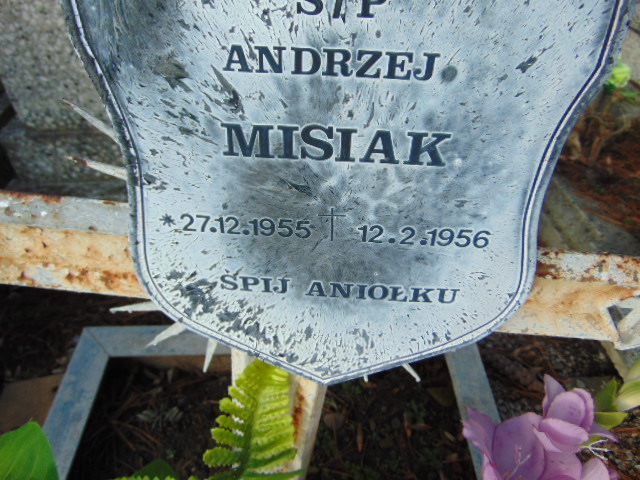 Ś/P
ANDRZEJ
MISIAK
*27.12.1955 † 12.2.1956
ŚPIJ ANIOŁKU